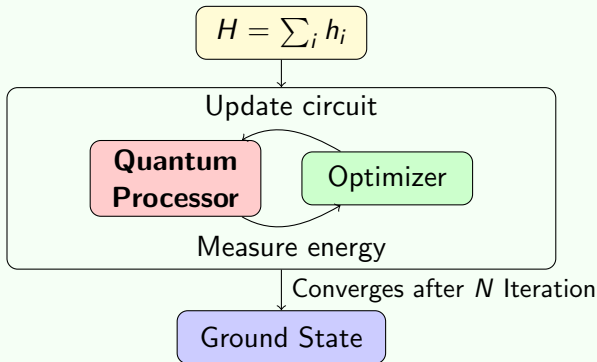 H = ∑ᵢ hᵢ
Update circuit
Quantum
Processor
Optimizer
Measure energy
Converges after N Iteration
Ground State